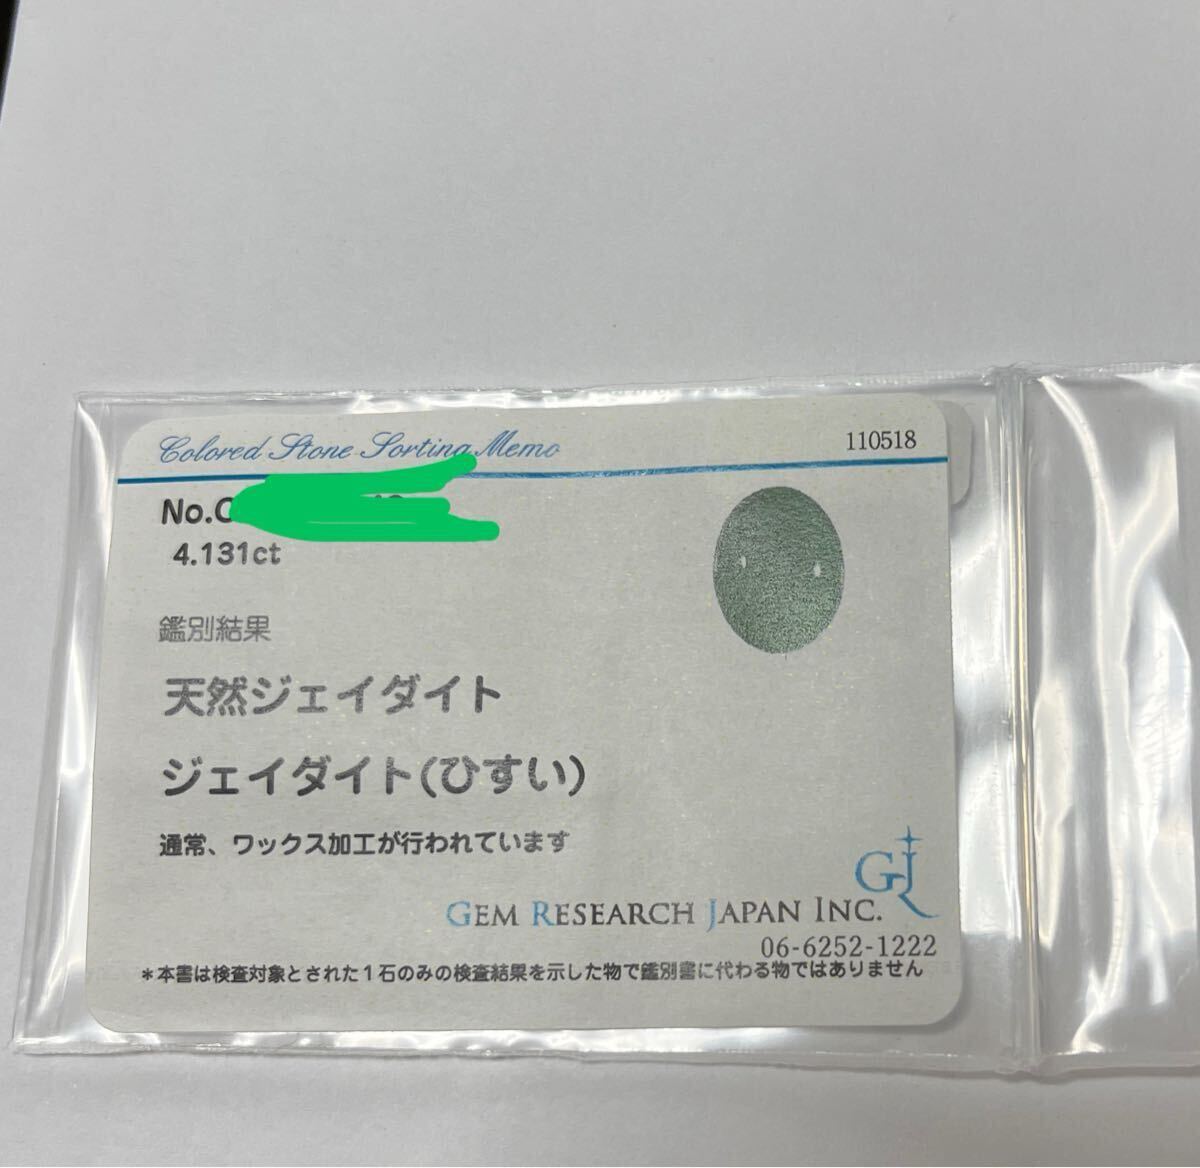 Colored Stone Sorting Memo
110518
No.C
4.131ct
鑑別結果
天然ジェイダイト
ジェイダイト(ひすい)
通常、ワックス加工が行われています
GJ
GEM RESEARCH JAPAN INC.
06-6252-1222
*本書は検査対象とされた1石のみの検査結果を示した物で鑑別書に代わる物ではありません